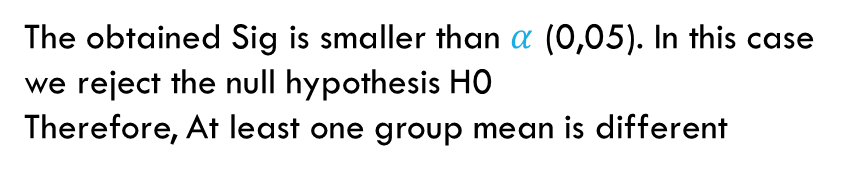 The obtained Sig is smaller than α (0,05). In this case
we reject the null hypothesis H0
Therefore, At least one group mean is different